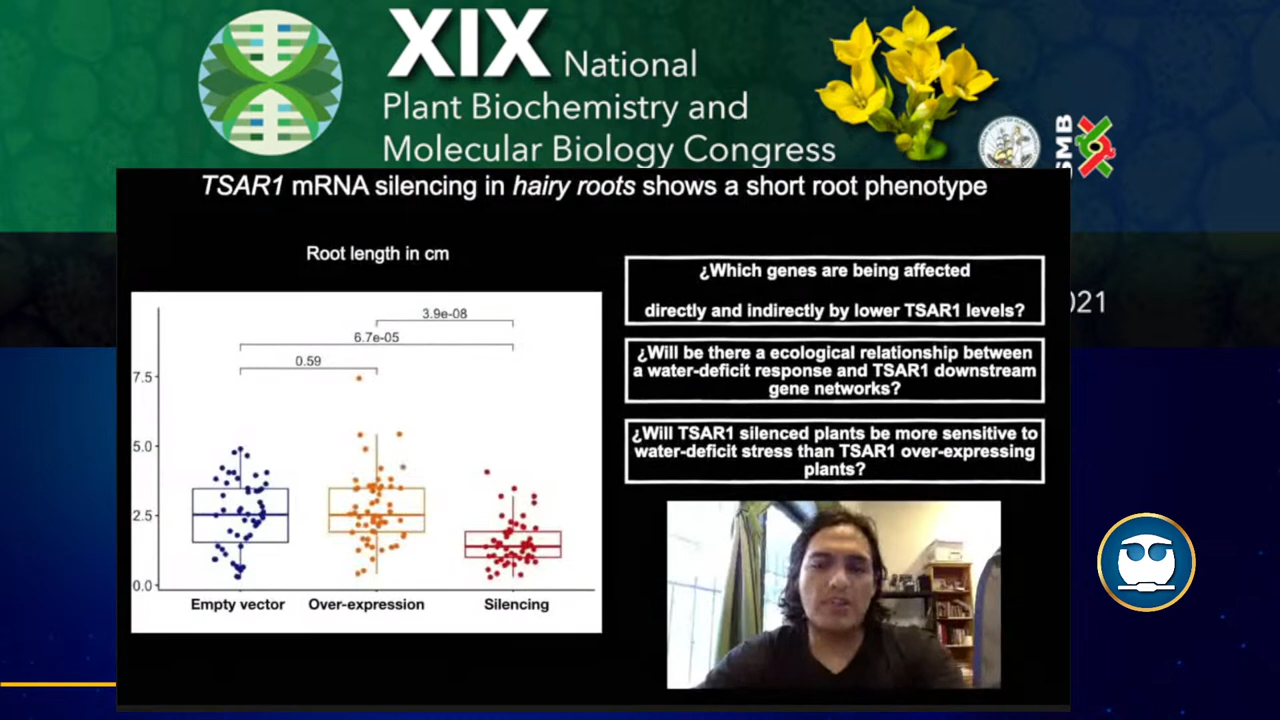 XIX National
Plant Biochemistry and
Molecular Biology Congress
SMB
021
TSAR1 mRNA silencing in hairy roots shows a short root phenotype
Root length in cm
3.9e-08
6.7e-05
0.59
7.5
5.0
2.5
0.0
Empty vector Over-expression Silencing
¿Which genes are being affected
directly and indirectly by lower TSAR1 levels?
¿Will be there a ecological relationship between
a water-deficit response and TSAR1 downstream
gene networks?
¿Will TSAR1 silenced plants be more sensitive to
water-deficit stress than TSAR1 over-expressing
plants?